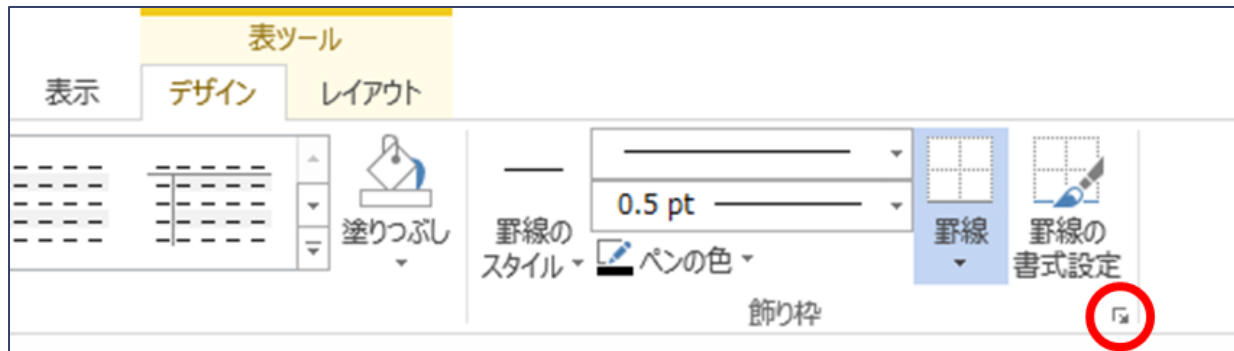 表ツール
表示
デザイン
レイアウト
塗りつぶし
罫線の
スタイル
0.5 pt
ペンの色
罫線
罫線の
書式設定
飾り枠